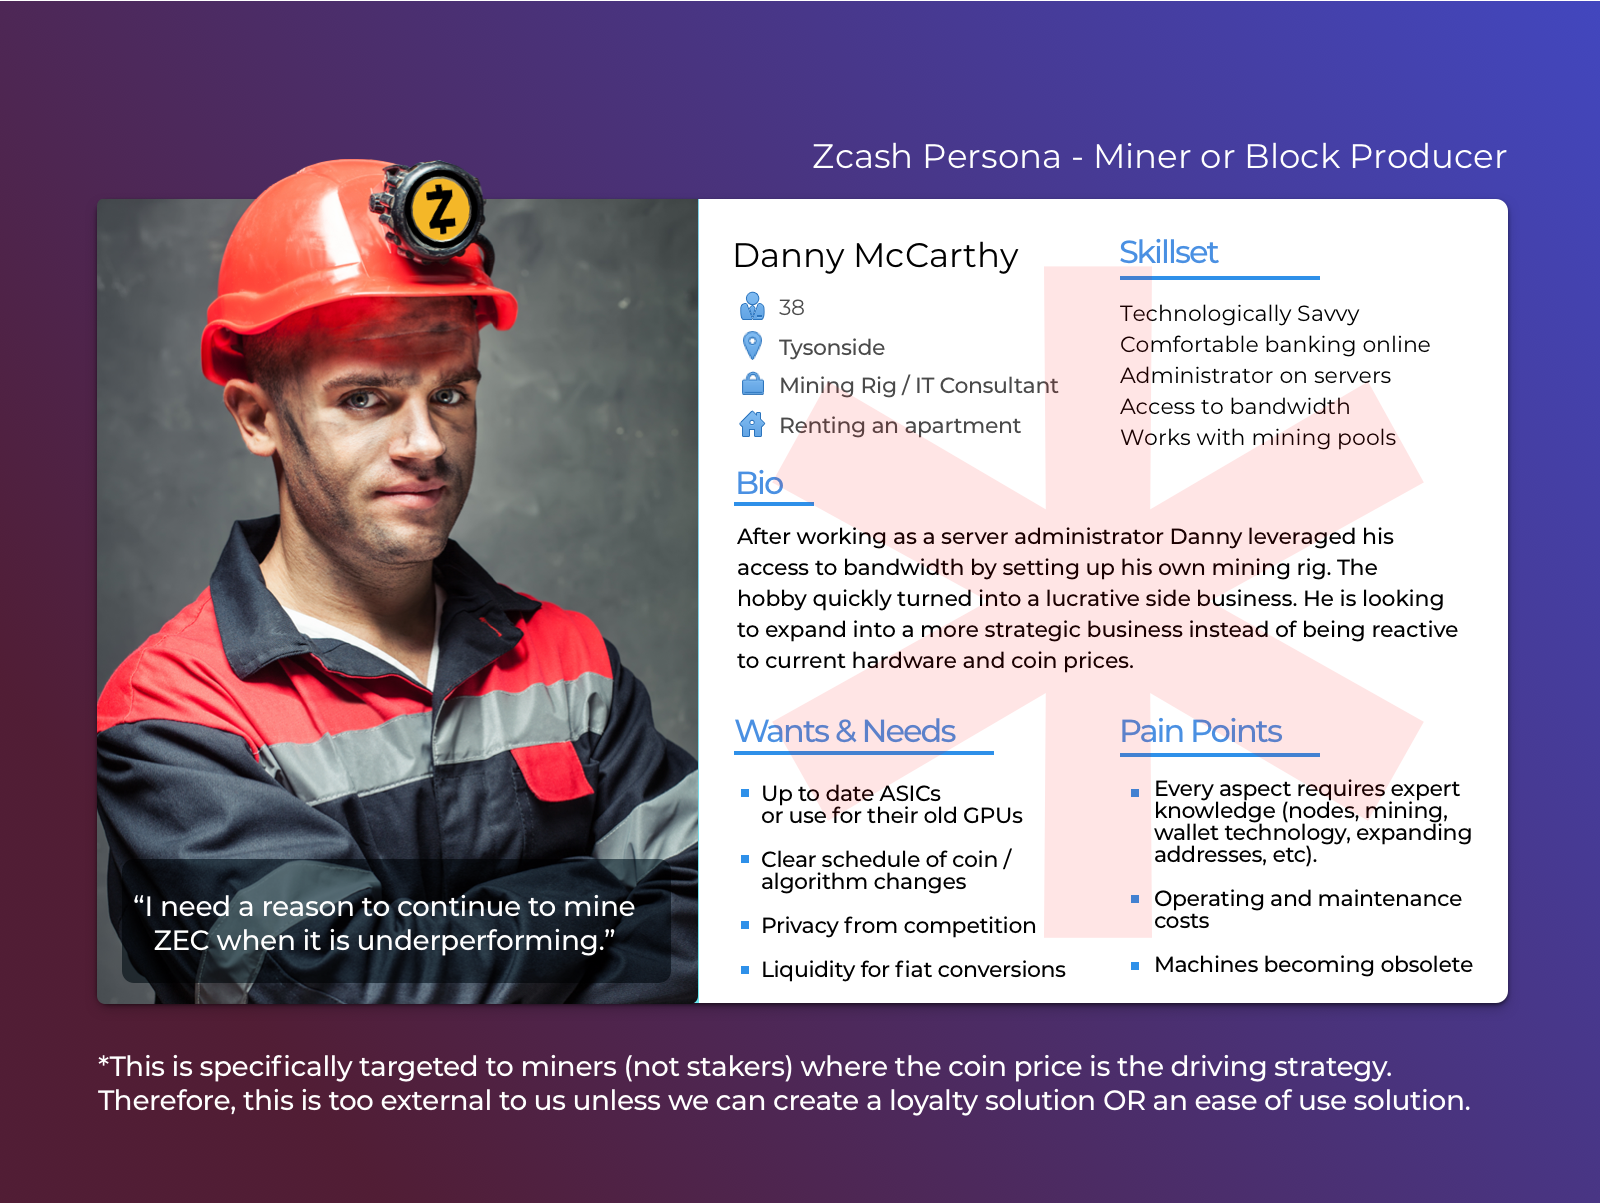 Zcash Persona - Miner or Block Producer
Danny McCarthy
38
Tysonside
Mining Rig / IT Consultant
Renting an apartment
Skillset
Technologically Savvy
Comfortable banking online
Administrator on servers
Access to bandwidth
Works with mining pools
Bio
After working as a server administrator Danny leveraged his
access to bandwidth by setting up his own mining rig. The
hobby quickly turned into a lucrative side business. He is looking
to expand into a more strategic business instead of being reactive
to current hardware and coin prices.
Wants & Needs
Up to date ASICs
or use for their old GPUs
Clear schedule of coin /
algorithm changes
Privacy from competition
Liquidity for fiat conversions
Pain Points
Every aspect requires expert
knowledge (nodes, mining,
wallet technology, expanding
addresses, etc).
Operating and maintenance
costs
Machines becoming obsolete
“I need a reason to continue to mine
ZEC when it is underperforming.”
*This is specifically targeted to miners (not stakers) where the coin price is the driving strategy.
Therefore, this is too external to us unless we can create a loyalty solution OR an ease of use solution.